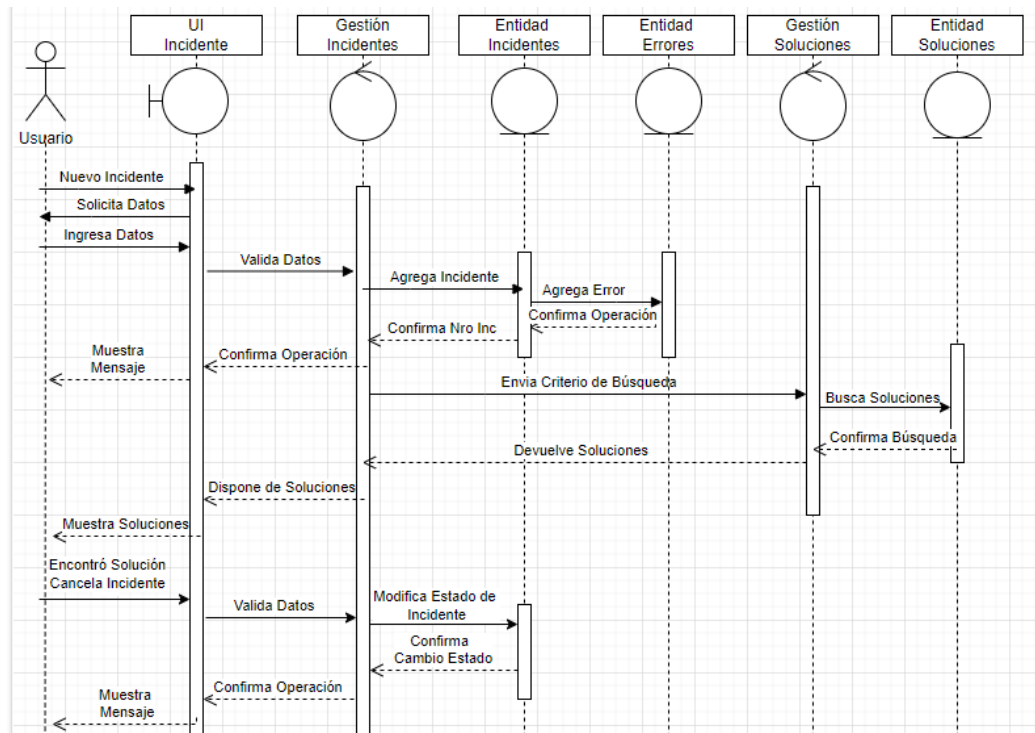 UI
Incidente
Gestión
Incidentes
Entidad
Incidentes
Entidad
Errores
Gestión
Soluciones
Entidad
Soluciones
Usuario
Nuevo Incidente
Solicita Datos
Ingresa Datos
Valida Datos
Agrega Incidente
Agrega Error
Confirma Operación
Confirma Nro Inc
Confirma Operación
Muestra
Mensaje
Envia Criterio de Búsqueda
Busca Soluciones
Confirma Búsqueda
Devuelve Soluciones
Dispone de Soluciones
Muestra Soluciones
Encontró Solución
Cancela Incidente
Valida Datos
Modifica Estado de
Incidente
Confirma
Cambio Estado
Confirma Operación
Muestra
Mensaje